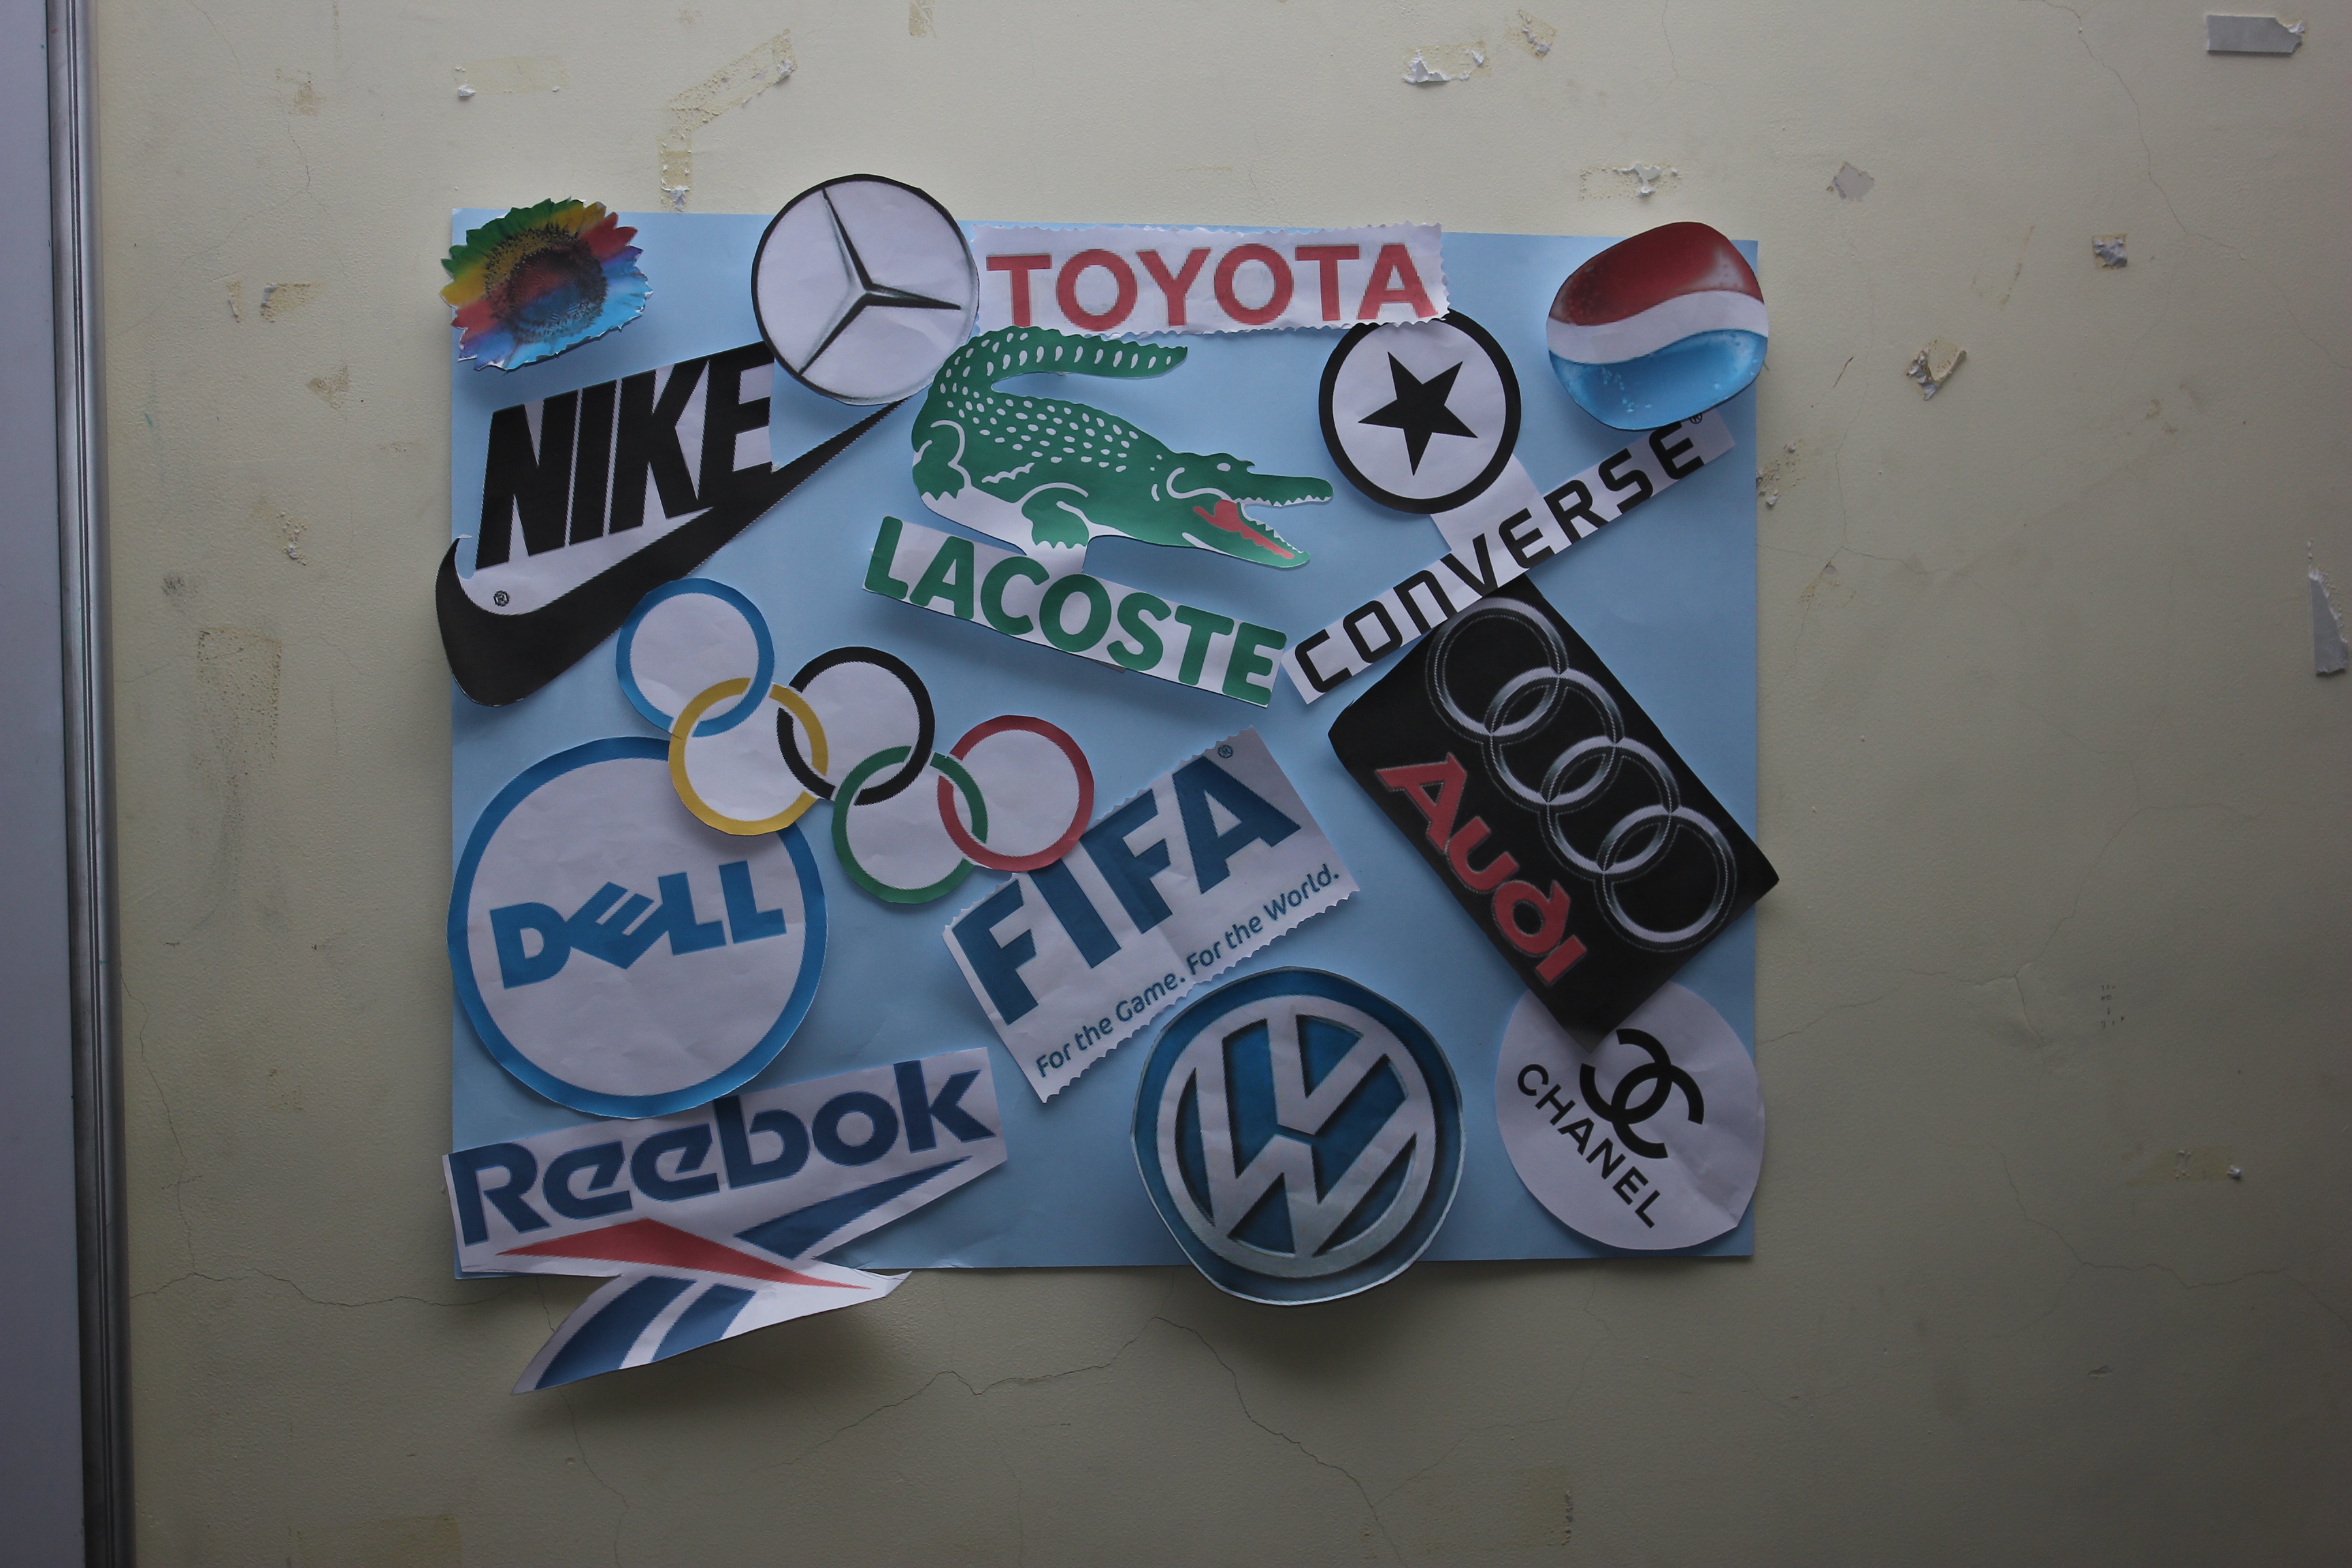 TOYOTA
NIKE
®
LACOSTE
CONVERSE®
Audi
DELL
FIFA®
For the Game. For the World.
Reebok
CHANEL